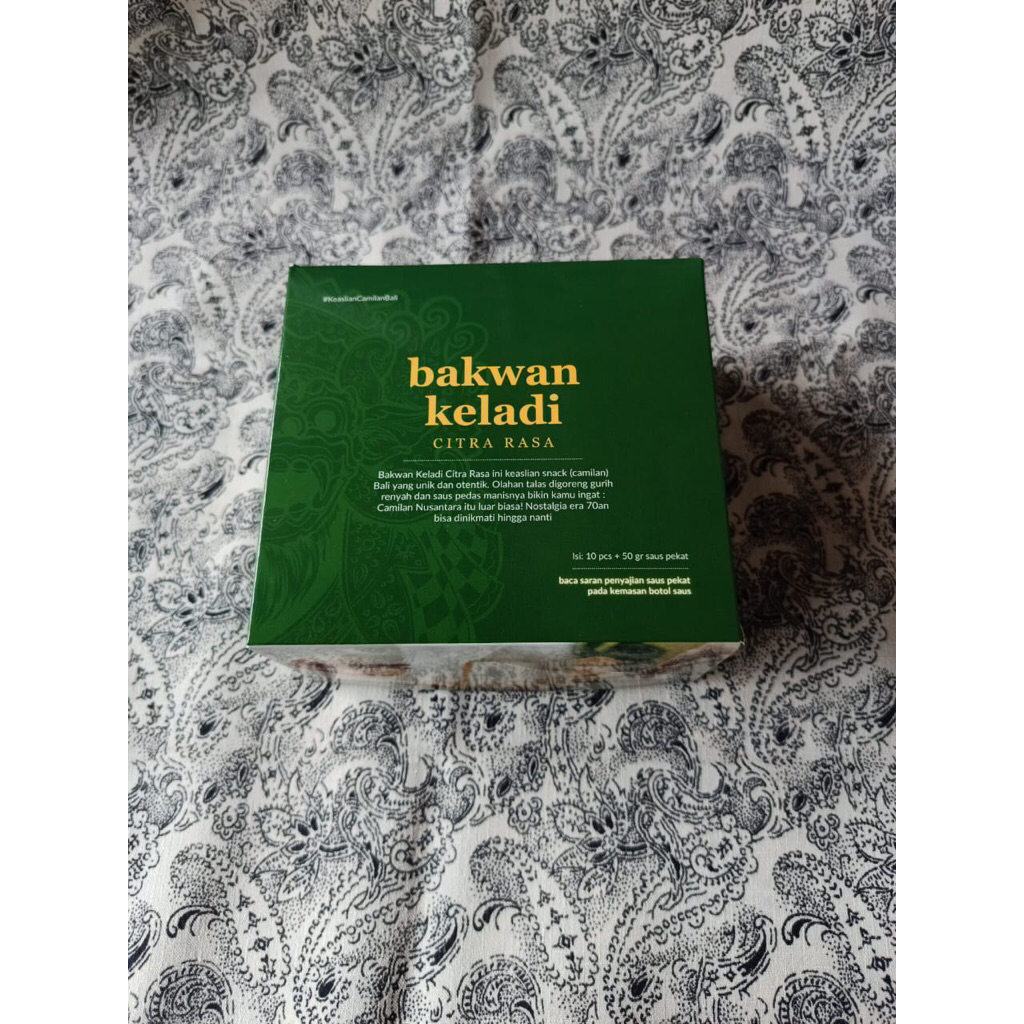 #KeaslianCamilanBali
bakwan
keladi
CITRA RASA
Bakwan Keladi Citra Rasa ini keaslian snack (camilan)
Bali yang unik dan otentik. Olahan talas digoreng gurih
renyah dan saus pedas manisnya bikin kamu ingat :
Camilan Nusantara itu luar biasa! Nostalgia era 70an
bisa dinikmati hingga nanti
Isi: 10 pcs + 50 gr saus pekat
baca saran penyajian saus pekat
pada kemasan botol saus